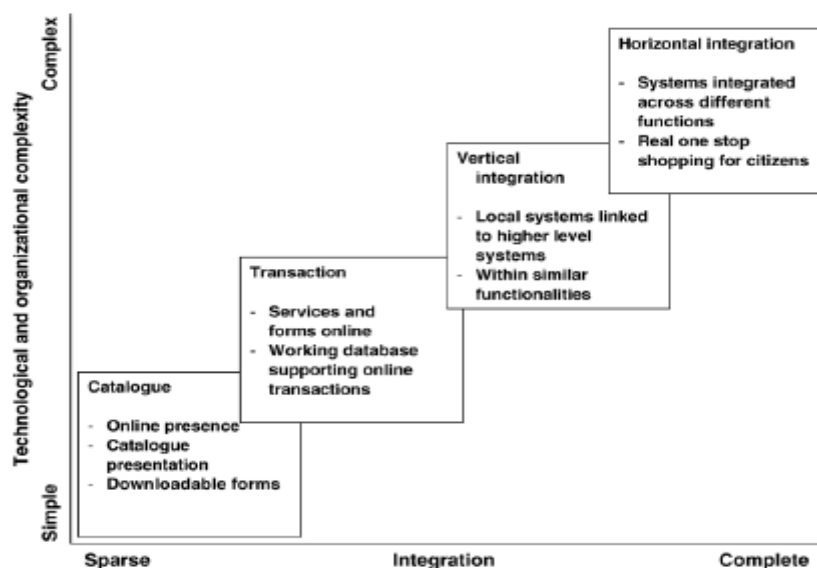 Complex
Technological and organizational complexity
Simple
Horizontal integration
- Systems integrated
across different
functions
- Real one stop
shopping for citizens
Vertical
integration
- Local systems linked
to higher level
systems
- Within similar
functionalities
Transaction
- Services and
forms online
- Working database
supporting online
transactions
Catalogue
- Online presence
- Catalogue
presentation
- Downloadable forms
Sparse
Integration
Complete